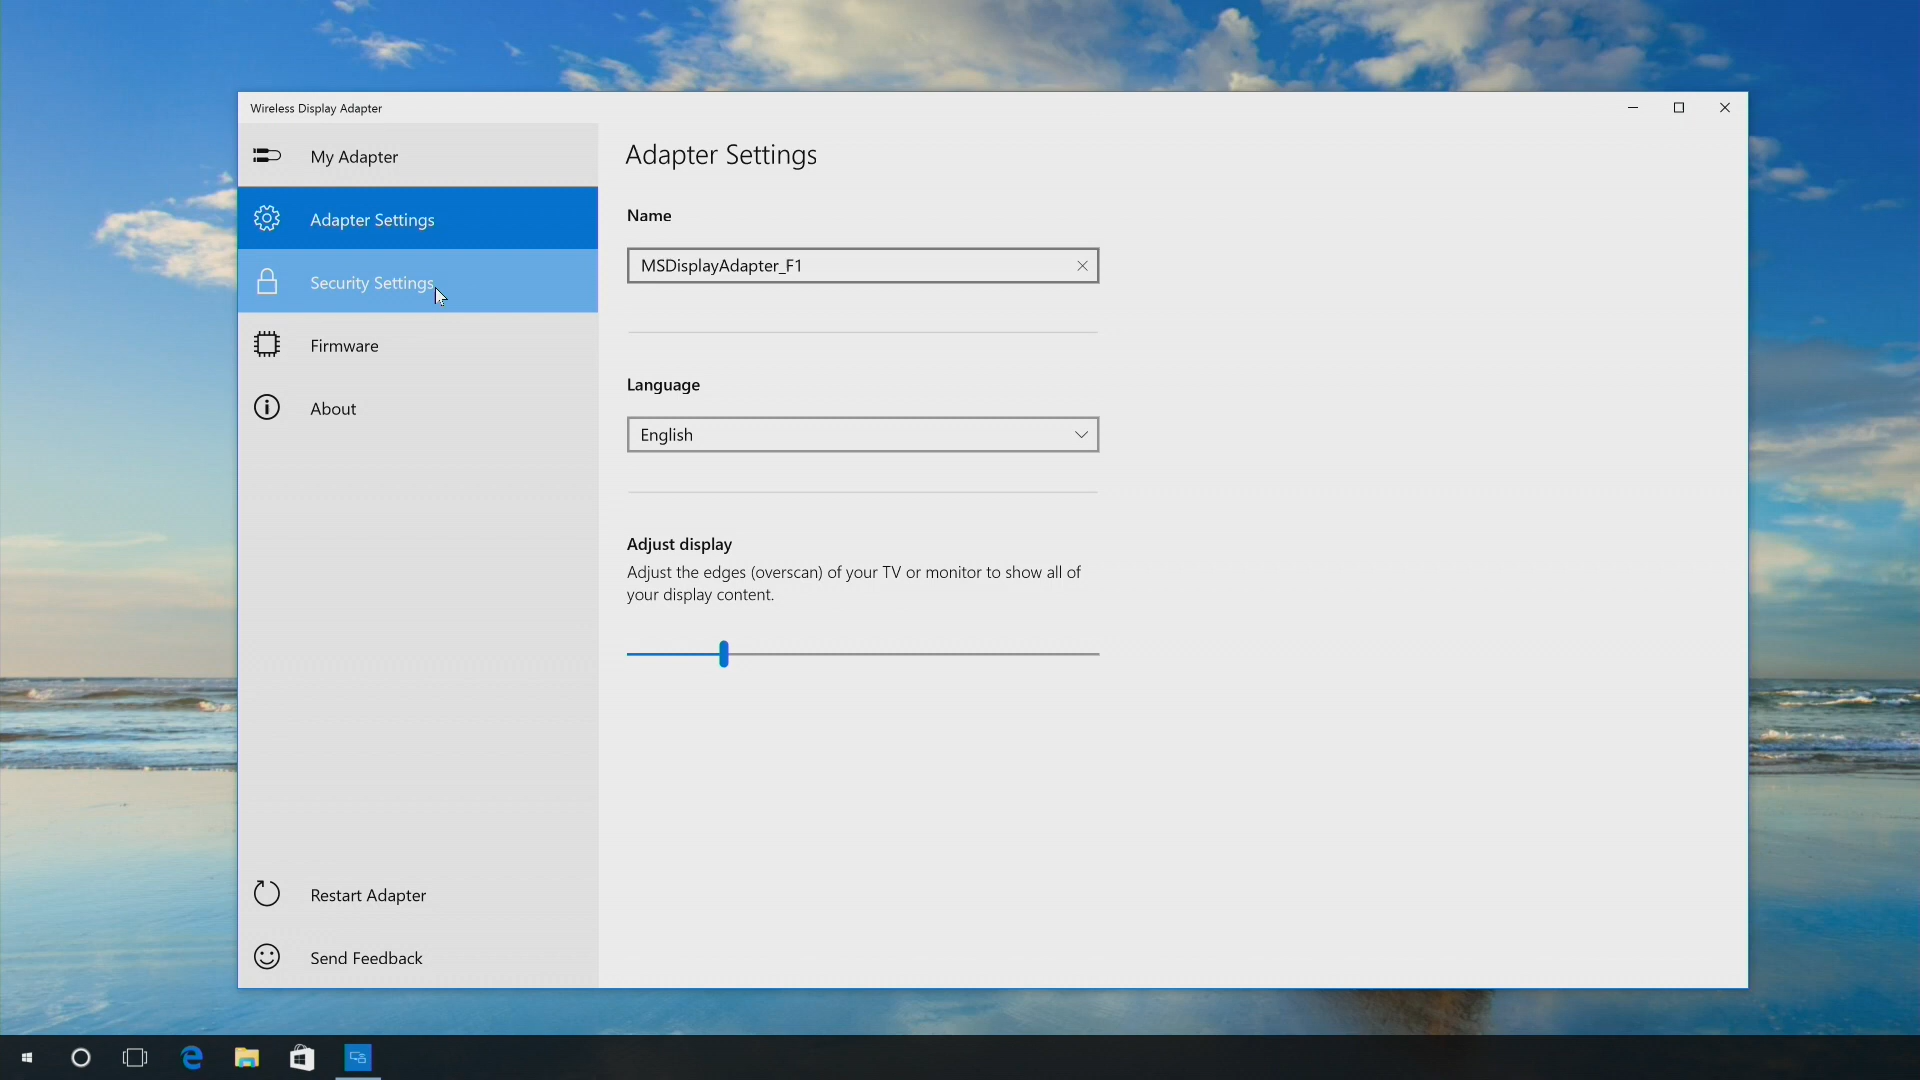 Wireless Display Adapter
My Adapter
Adapter Settings
Security Settings
Firmware
About
Restart Adapter
Send Feedback
Adapter Settings
Name
MSDisplayAdapter_F1
Language
English
Adjust display
Adjust the edges (overscan) of your TV or monitor to show all of
your display content.